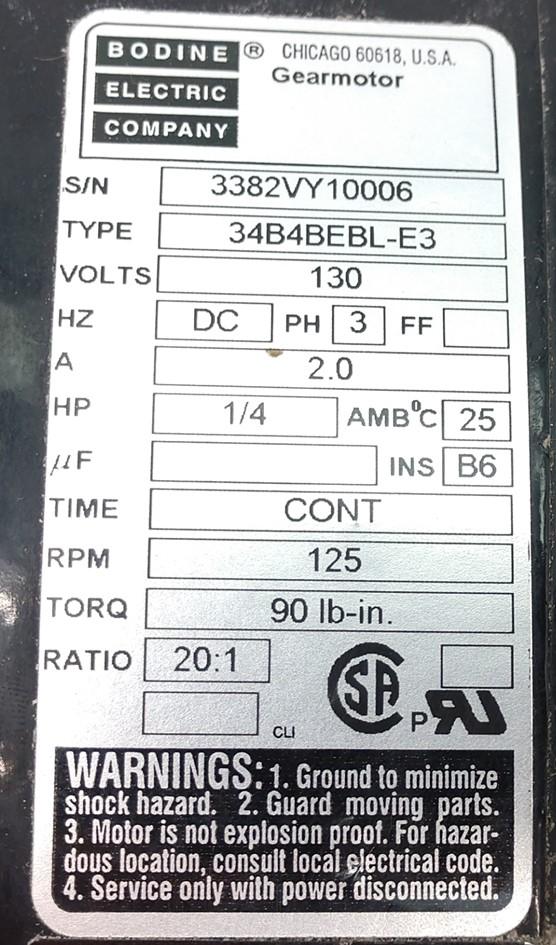 BODINE ® CHICAGO 60618, U.S.A.
ELECTRIC Gearmotor
COMPANY
S/N 3382VY10006
TYPE 34B4BEBL-E3
VOLTS 130
HZ DC PH 3 FF
A 2.0
HP 1/4 AMB°C 25
µF INS B6
TIME CONT
RPM 125
TORQ 90 lb-in.
RATIO 20:1
CLI
WARNINGS: 1. Ground to minimize
shock hazard. 2. Guard moving parts.
3. Motor is not explosion proof. For hazar-
dous location, consult local electrical code.
4. Service only with power disconnected.